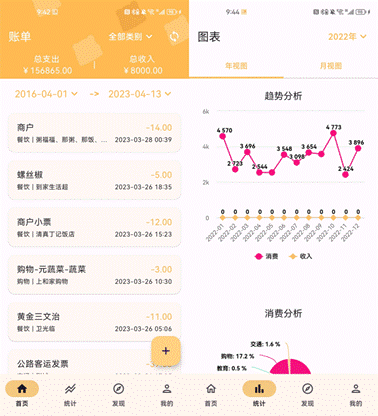 9:42
账单
全部类别
总支出
总收入
￥156865.00
￥8000.00
2016-04-01
->
2023-04-13
商户
-14.00
餐饮 | 粥福福、那粥、那饭、...
2023-03-28 00:39
螺丝椒
-5.00
餐饮 | 到家生活超
2023-03-26 18:35
商户小票
-12.00
餐饮 | 清真丁记饭店
2023-03-26 15:23
购物-元蔬菜-蔬菜
-3.00
购物 | 上和家购物
2023-03-26 10:30
黄金三文治
-11.00
餐饮 | 卫光临
2023-03-26 05:06
公路客运发票
+
首页
统计
发现
我的
9:44
图表
2022年
年视图
月视图
趋势分析
6k
4k
2k
0
4 570
2 723
3 696
2 544
3 548
3 098
3 654
4 773
2 424
3 896
0 0 0 0 0 0 0 0 0 0 0 0
2022-01
2022-02
2022-03
2022-04
2022-05
2022-06
2022-07
2022-08
2022-09
2022-10
2022-11
2022-12
消费
收入
消费分析
交通: 1.6 %
购物: 17.2 %
教育: 0.5 %
首页
统计
发现
我的